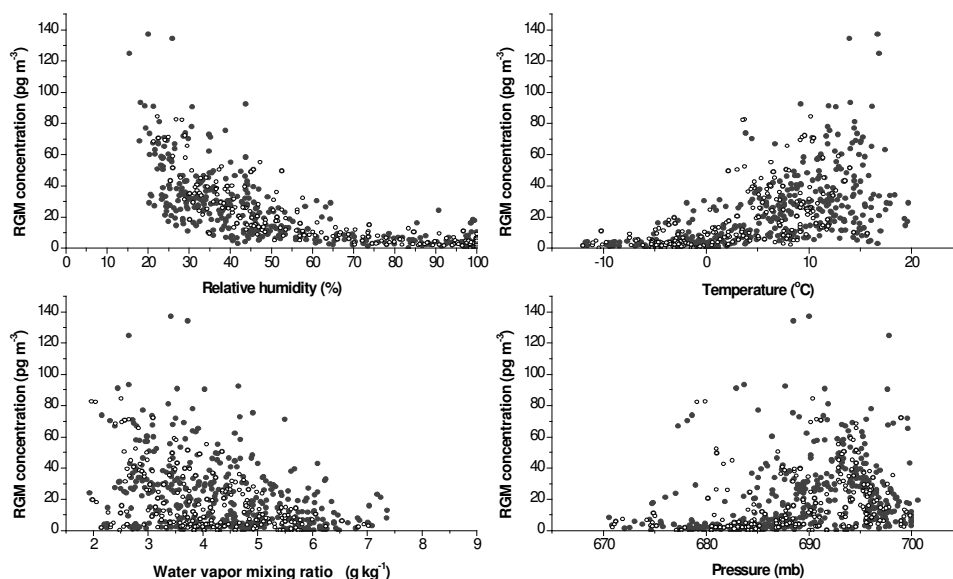 RGM concentration (pg m-3)
140
120
100
80
60
40
20
0
0 10 20 30 40 50 60 70 80 90 100
Relative humidity (%)
RGM concentration (pg m-3)
140
120
100
80
60
40
20
0
-10 0 10 20
Temperature (oC)
RGM concentration (pg m-3)
140
120
100
80
60
40
20
0
2 3 4 5 6 7 8 9
Water vapor mixing ratio (g kg-1)
RGM concentration (pg m-3)
140
120
100
80
60
40
20
0
670 680 690 700
Pressure (mb)